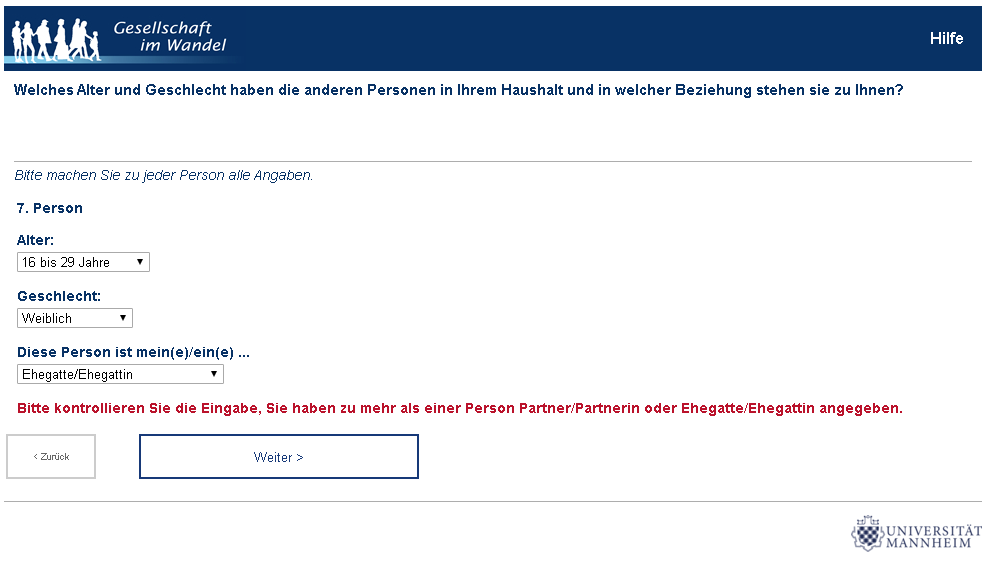 Gesellschaft
im Wandel
Hilfe
Welches Alter und Geschlecht haben die anderen Personen in Ihrem Haushalt und in welcher Beziehung stehen sie zu Ihnen?
Bitte machen Sie zu jeder Person alle Angaben.
7. Person
Alter:
16 bis 29 Jahre
Geschlecht:
Weiblich
Diese Person ist mein(e)/ein(e) ...
Ehegatte/Ehegattin
Bitte kontrollieren Sie die Eingabe, Sie haben zu mehr als einer Person Partner/Partnerin oder Ehegatte/Ehegattin angegeben.
< Zurück
Weiter >
UNIVERSITÄT
MANNHEIM